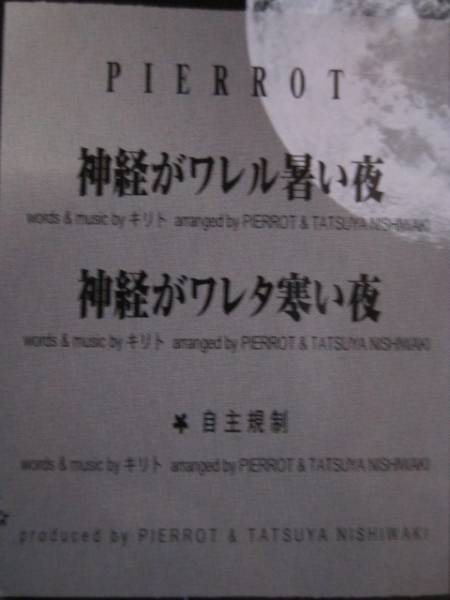 PIERROT
神経がワレル暑い夜
words & music by キリト arranged by PIERROT & TATSUYA NISHIWAKI
神経がワレタ寒い夜
words & music by キリト arranged by PIERROT & TATSUYA NISHIWAKI
★ 自主規制
words & music by キリト arranged by PIERROT & TATSUYA NISHIWAKI
produced by PIERROT & TATSUYA NISHIWAKI